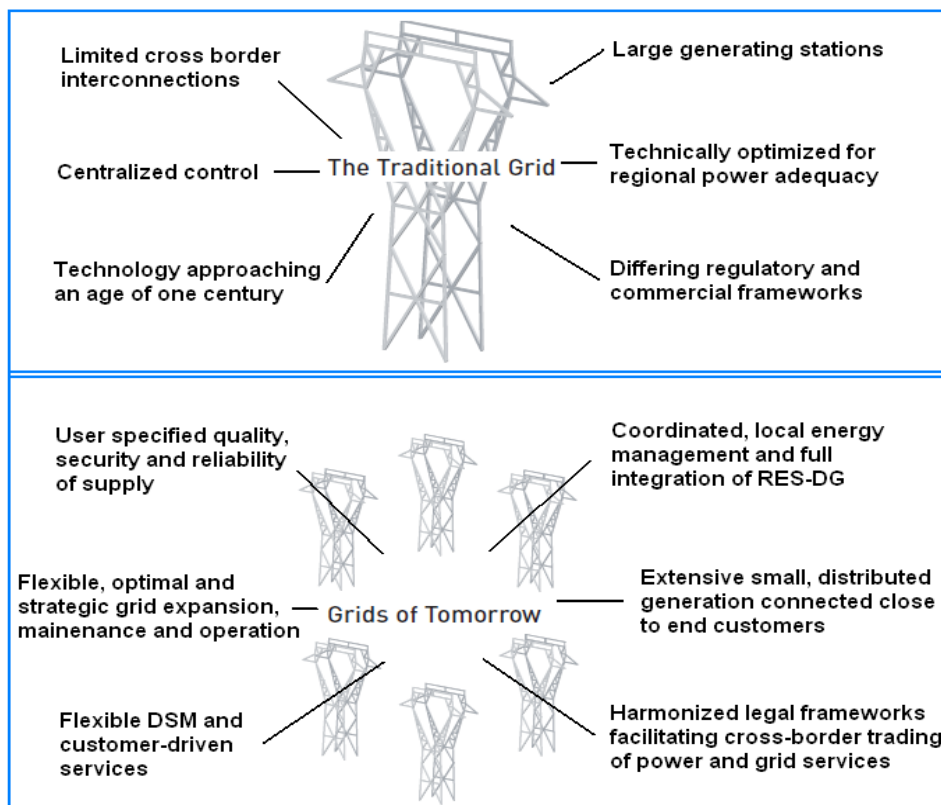 Limited cross border
interconnections
Large generating stations
Centralized control
The Traditional Grid
Technically optimized for
regional power adequacy
Technology approaching
an age of one century
Differing regulatory and
commercial frameworks
User specified quality,
security and reliability
of supply
Coordinated, local energy
management and full
integration of RES-DG
Flexible, optimal and
strategic grid expansion,
mainenance and operation
Grids of Tomorrow
Extensive small, distributed
generation connected close
to end customers
Flexible DSM and
customer-driven
services
Harmonized legal frameworks
facilitating cross-border trading
of power and grid services